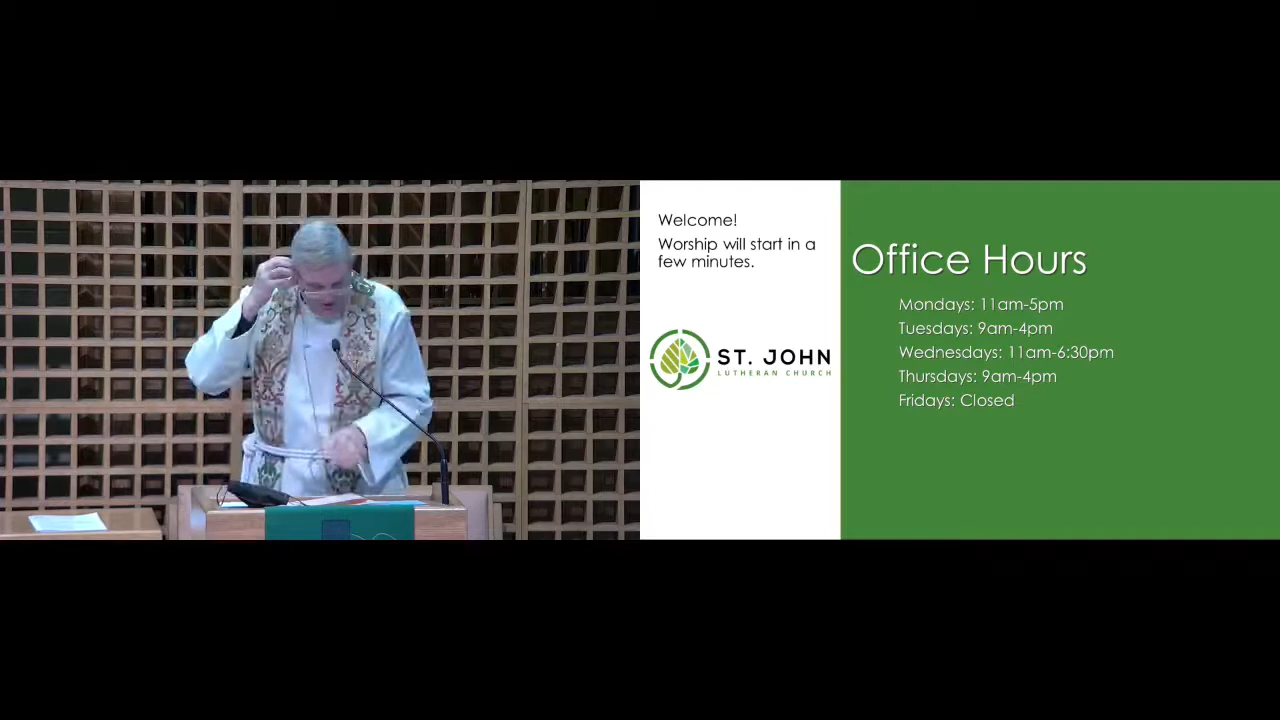 Welcome!
Worship will start in a
few minutes.
ST. JOHN
LUTHERAN CHURCH
Office Hours
Mondays: 11am-5pm
Tuesdays: 9am-4pm
Wednesdays: 11am-6:30pm
Thursdays: 9am-4pm
Fridays: Closed